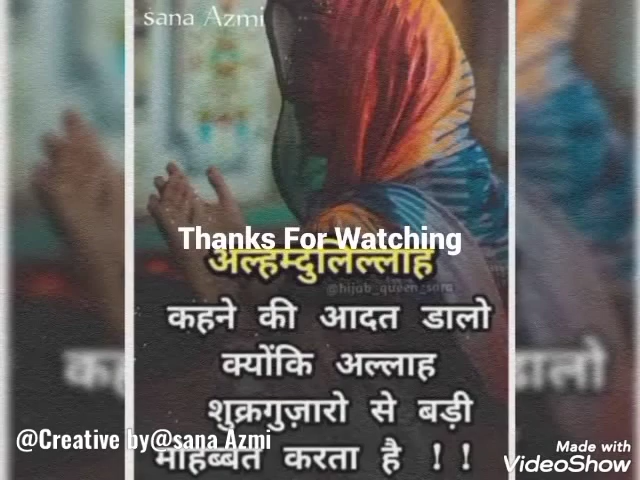 sana Azmi
Thanks For Watching
अल्हम्दुलिल्लाह
@hijab_queen_sara
कहने की आदत डालो
क्योंकि अल्लाह
शुक्रगुज़ारो से बड़ी
@Creative by@sana Azmi
मोहब्बत करता है ! !
Made with
VideoShow